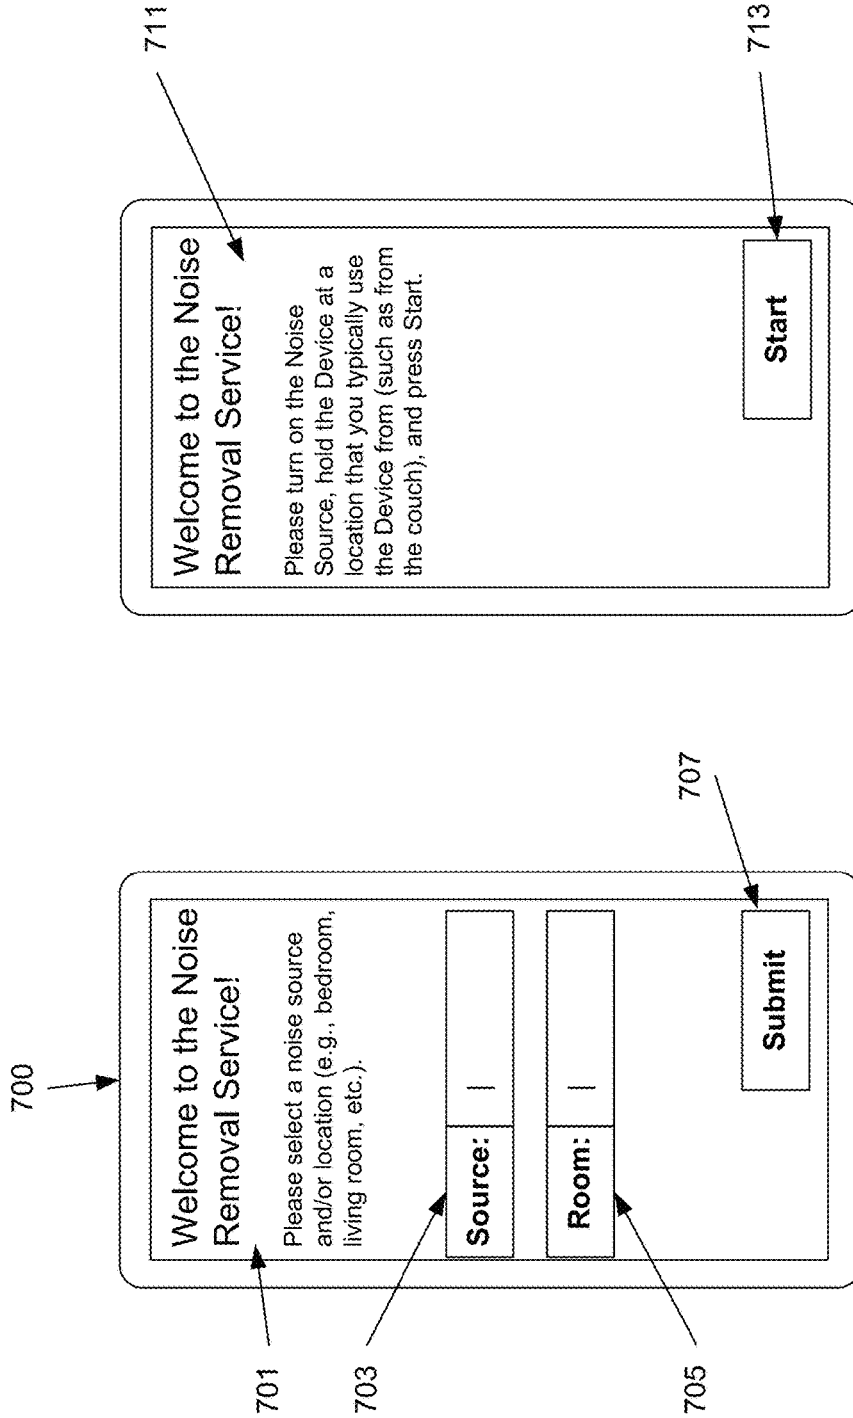 700
701
Welcome to the Noise
Removal Service!
Please select a noise source
and/or location (e.g., bedroom,
living room, etc.).
703
Source: |
705
Room: |
707
Submit
711
Welcome to the Noise
Removal Service!
Please turn on the Noise
Source, hold the Device at a
location that you typically use
the Device from (such as from
the couch), and press Start.
713
Start